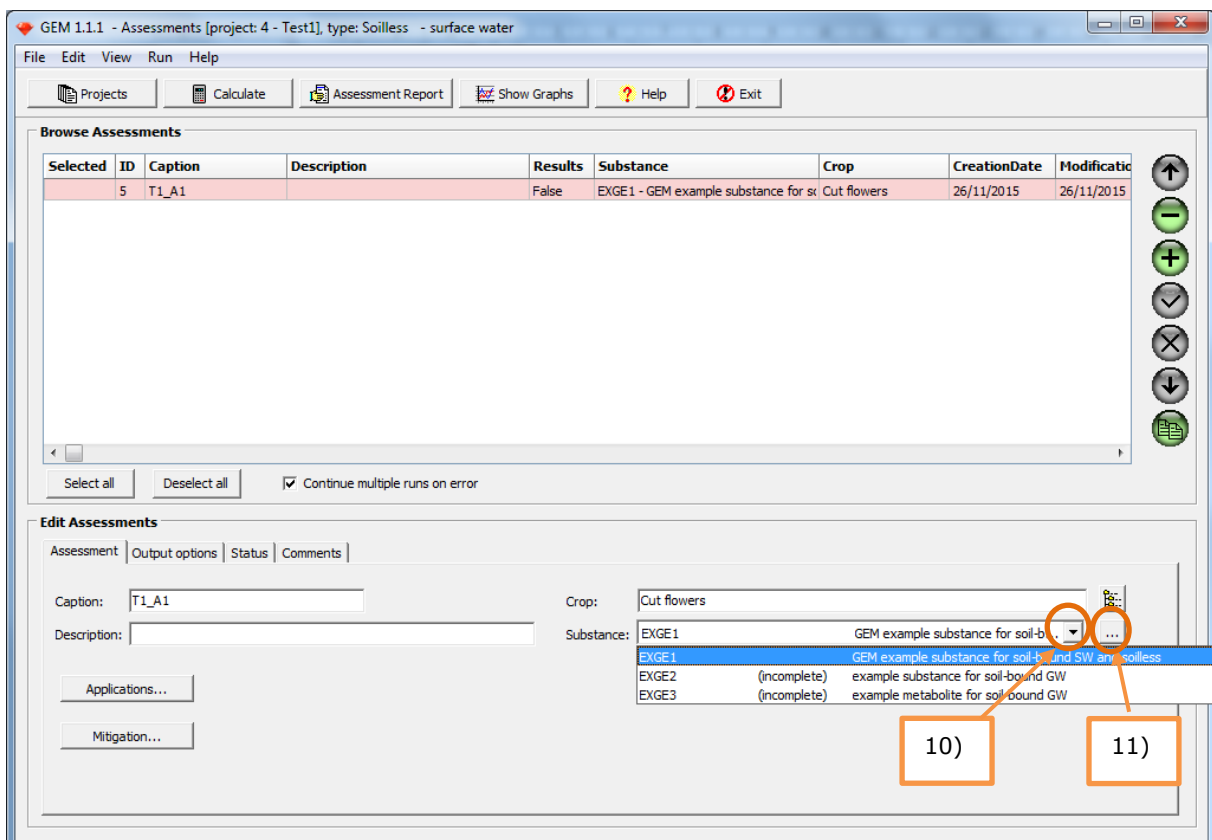 GEM 1.1.1 - Assessments [project: 4 - Test1], type: Soilless - surface water
File Edit View Run Help
Projects Calculate Assessment Report Show Graphs ? Help Exit
Browse Assessments
Selected ID Caption Description Results Substance Crop CreationDate Modificatio
5 T1_A1 False EXGE1 - GEM example substance for so Cut flowers 26/11/2015 26/11/2015
Select all Deselect all Continue multiple runs on error
Edit Assessments
Assessment Output options Status Comments
Caption: T1_A1 Crop: Cut flowers
Description: Substance: EXGE1 GEM example substance for soil-b... ...
EXGE1 GEM example substance for soil-bound SW and soilless
EXGE2 (incomplete) example substance for soil-bound GW
EXGE3 (incomplete) example metabolite for soil-bound GW
Applications...
Mitigation...
10) 11)